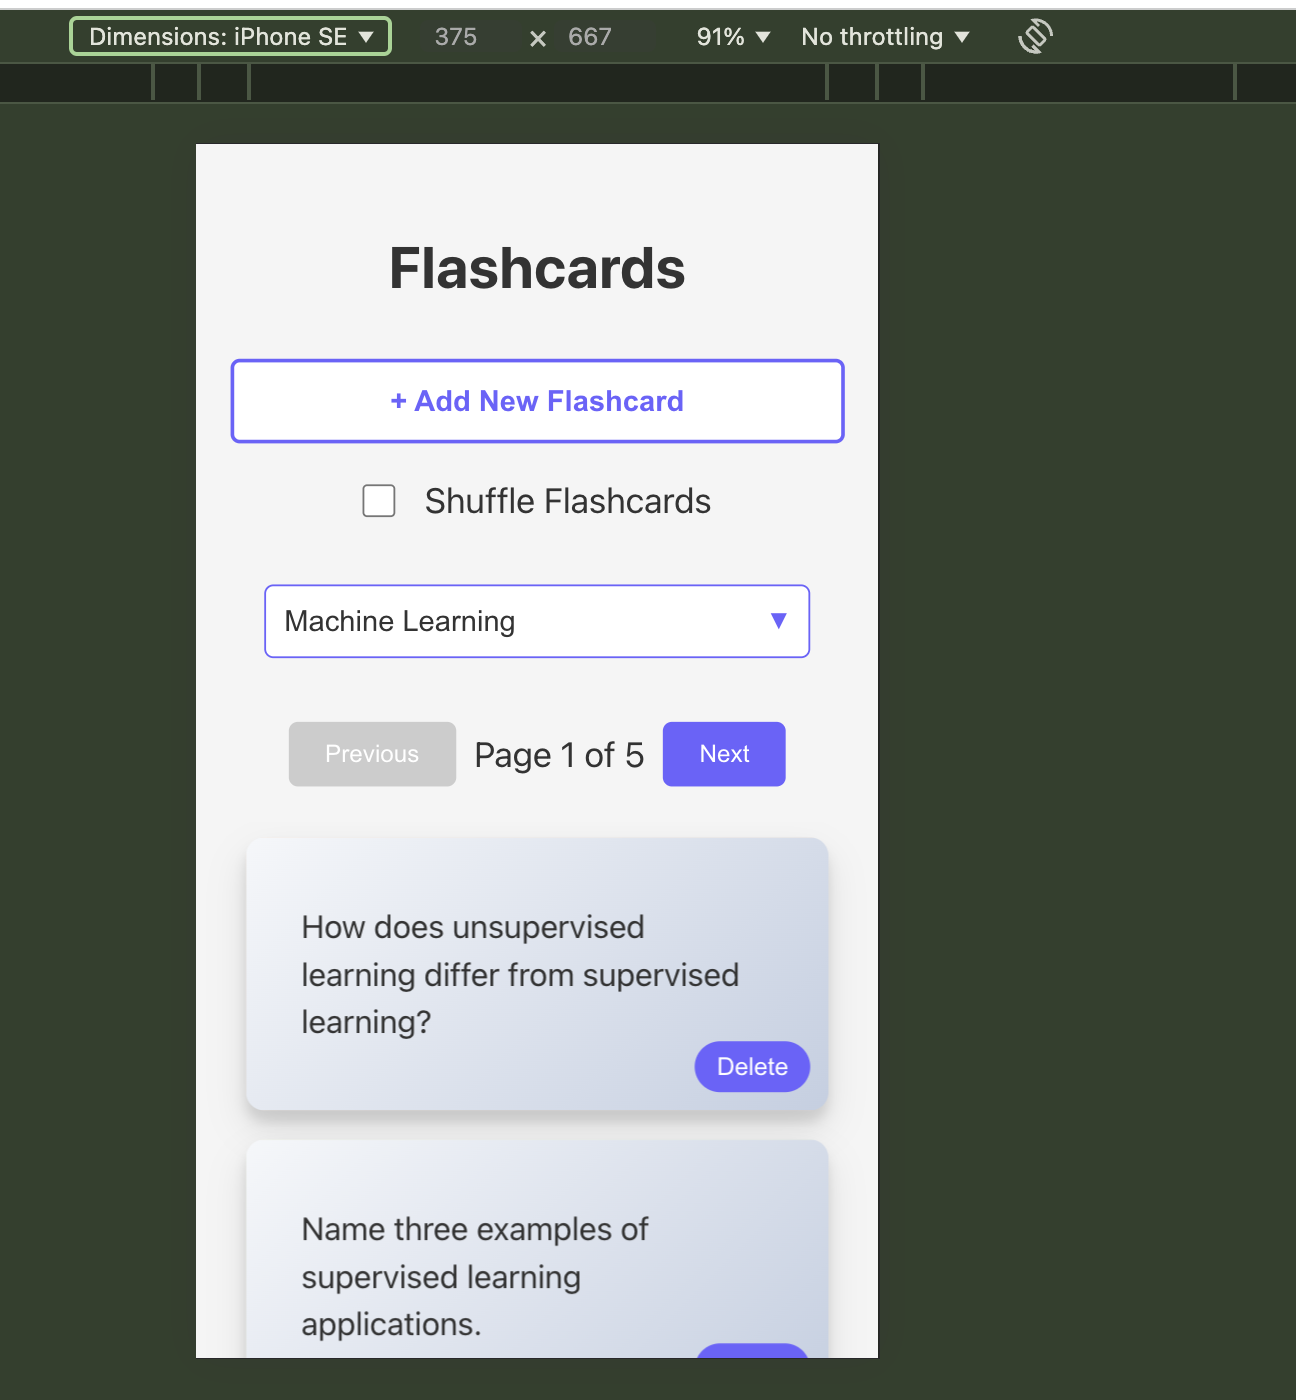 Dimensions: iPhone SE ▼ 375 × 667 91% ▼ No throttling ▼
Flashcards
+ Add New Flashcard
Shuffle Flashcards
Machine Learning ▼
Previous Page 1 of 5 Next
How does unsupervised
learning differ from supervised
learning?
Delete
Name three examples of
supervised learning
applications.